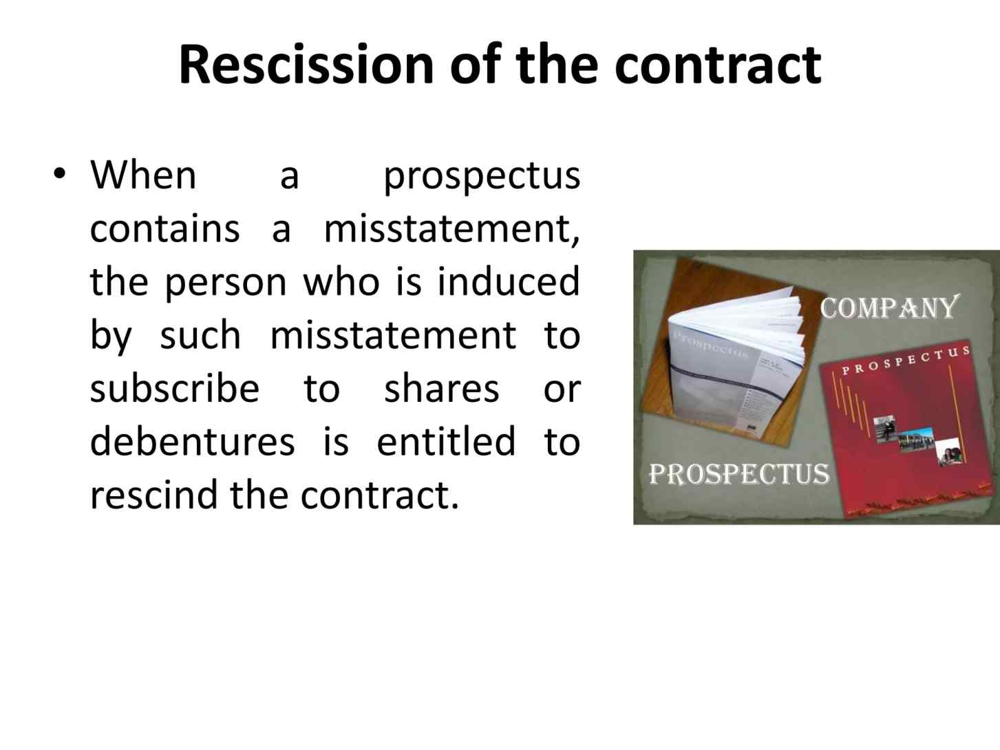 Rescission of the contract
• When a prospectus
contains a misstatement,
the person who is induced
by such misstatement to
subscribe to shares or
debentures is entitled to
rescind the contract.
COMPANY
Prospectus
PROSPECTUS
PROSPECTUS